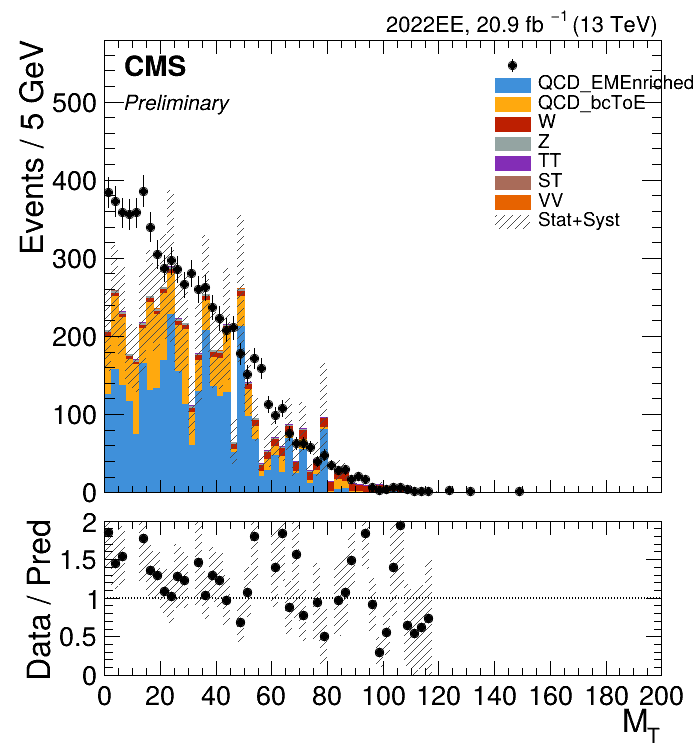 2022EE, 20.9 fb⁻¹ (13 TeV)
CMS
Preliminary
QCD_EMEnriched
QCD_bcToE
W
Z
TT
ST
VV
Stat+Syst
Events / 5 GeV
500
400
300
200
100
0
Data / Pred
2
1.5
1
0.5
0
0 20 40 60 80 100 120 140 160 180 200
M_T